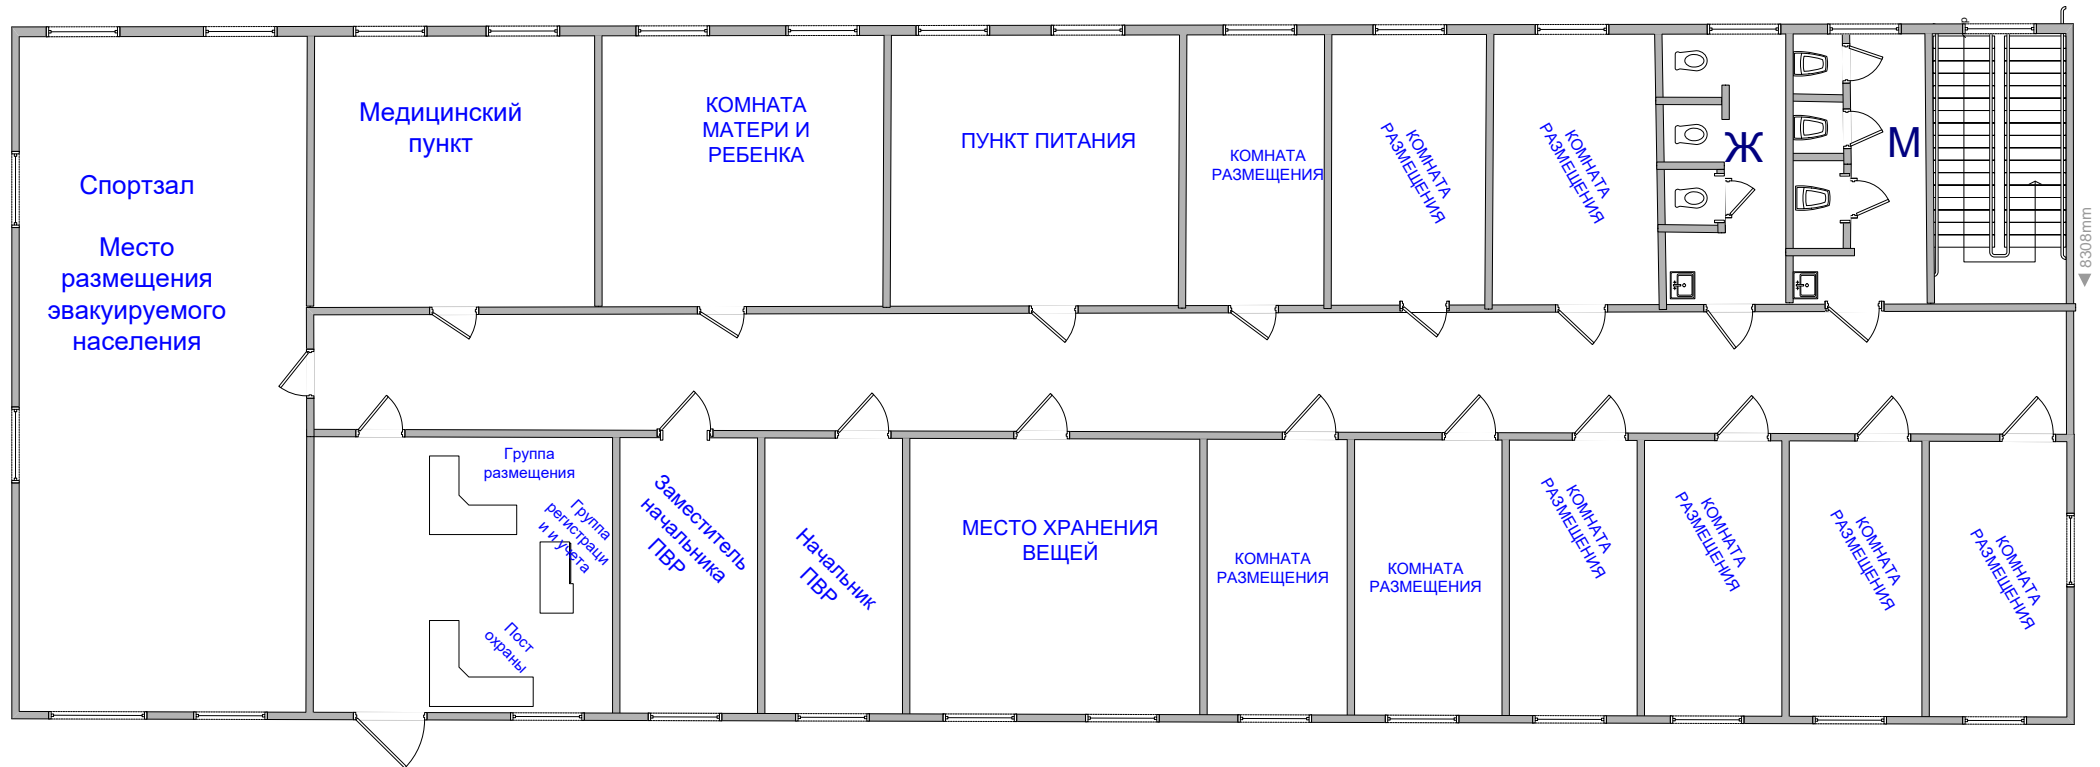 Спортзал
Место
размещения
эвакуируемого
населения
Медицинский
пункт
КОМНАТА
МАТЕРИ И
РЕБЕНКА
ПУНКТ ПИТАНИЯ
КОМНАТА
РАЗМЕЩЕНИЯ
КОМНАТА
РАЗМЕЩЕНИЯ
КОМНАТА
РАЗМЕЩЕНИЯ
Ж
М
8308mm
Группа
размещения
Группа
регистраци
и и учета
Пост
охраны
Заместитель
начальника
ПВР
Начальник
ПВР
МЕСТО ХРАНЕНИЯ
ВЕЩЕЙ
КОМНАТА
РАЗМЕЩЕНИЯ
КОМНАТА
РАЗМЕЩЕНИЯ
КОМНАТА
РАЗМЕЩЕНИЯ
КОМНАТА
РАЗМЕЩЕНИЯ
КОМНАТА
РАЗМЕЩЕНИЯ
КОМНАТА
РАЗМЕЩЕНИЯ